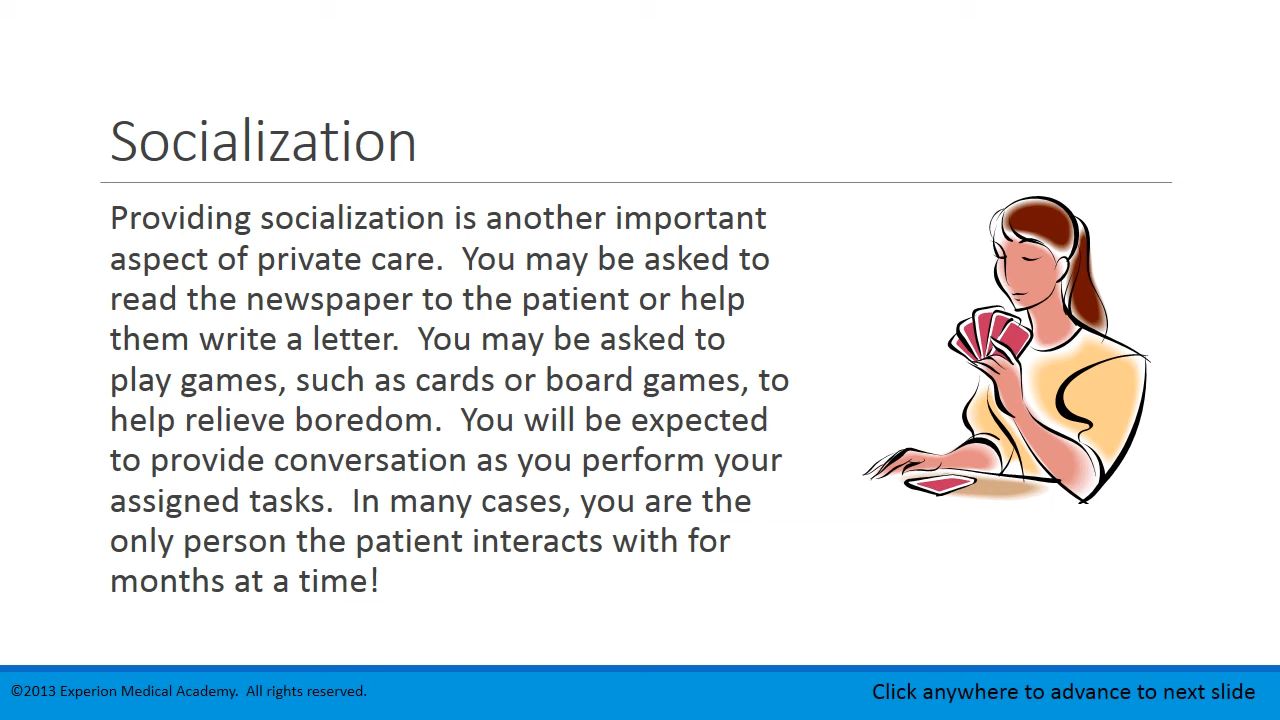 Socialization
Providing socialization is another important
aspect of private care.  You may be asked to
read the newspaper to the patient or help
them write a letter.  You may be asked to
play games, such as cards or board games, to
help relieve boredom.  You will be expected
to provide conversation as you perform your
assigned tasks.  In many cases, you are the
only person the patient interacts with for
months at a time!
©2013 Experion Medical Academy.  All rights reserved.
Click anywhere to advance to next slide